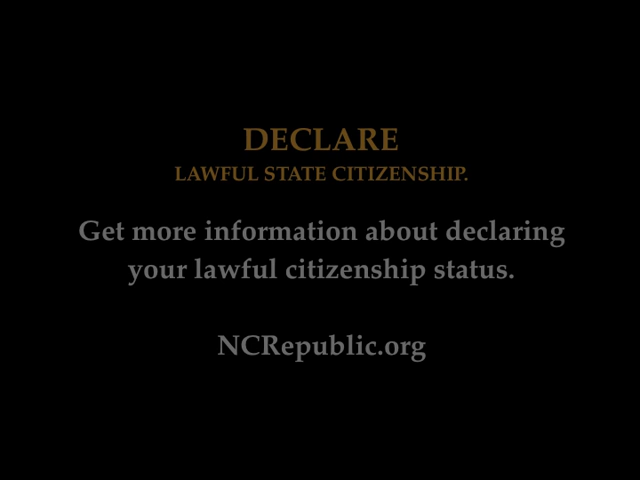 DECLARE
LAWFUL STATE CITIZENSHIP.
Get more information about declaring
your lawful citizenship status.
NCRepublic.org